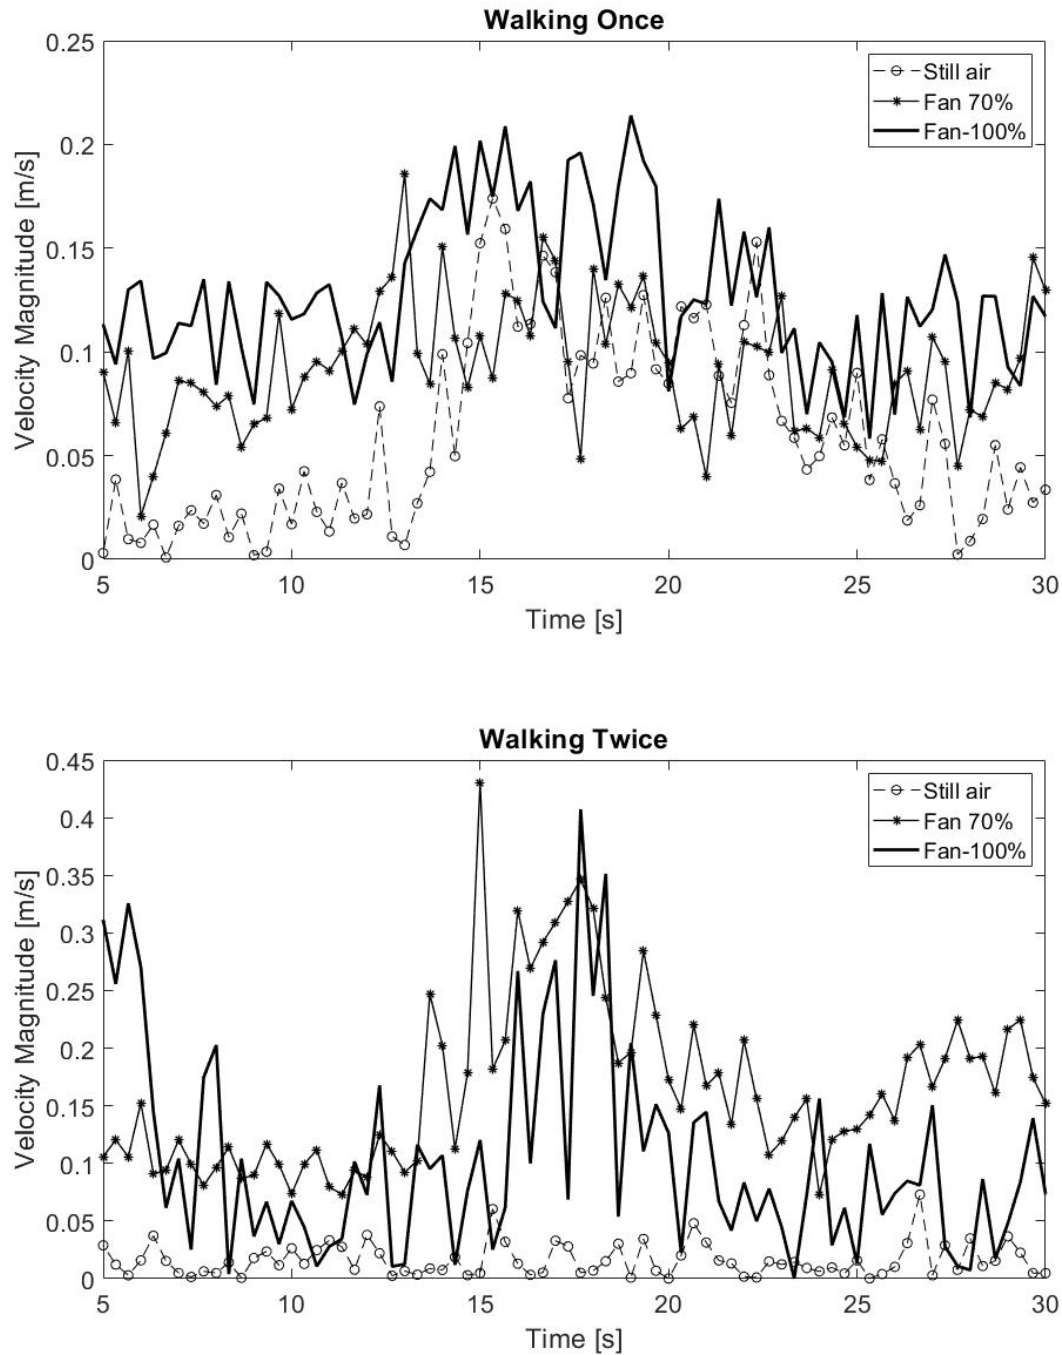 Walking Once
0.25
0.2
0.15
0.1
0.05
0
Velocity Magnitude [m/s]
Still air
Fan 70%
Fan-100%
5 10 15 20 25 30
Time [s]
Walking Twice
0.45
0.4
0.35
0.3
0.25
0.2
0.15
0.1
0.05
0
Velocity Magnitude [m/s]
Still air
Fan 70%
Fan-100%
5 10 15 20 25 30
Time [s]